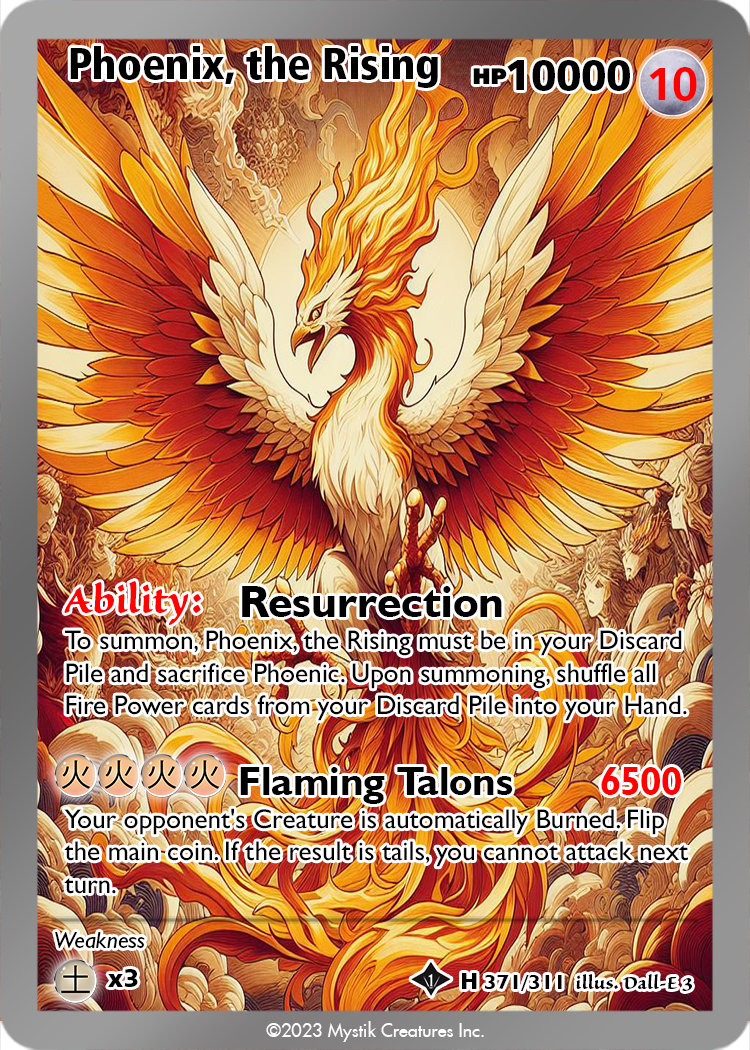 Phoenix, the Rising HP10000 10
Ability: Resurrection
To summon, Phoenix, the Rising must be in your Discard
Pile and sacrifice Phoenic. Upon summoning, shuffle all
Fire Power cards from your Discard Pile into your Hand.
火 火 火 火 Flaming Talons 6500
Your opponent's Creature is automatically Burned. Flip
the main coin. If the result is tails, you cannot attack next
turn.
Weakness
土 x3 1 H 371/311 illus. Dall-E 3
©2023 Mystik Creatures Inc.